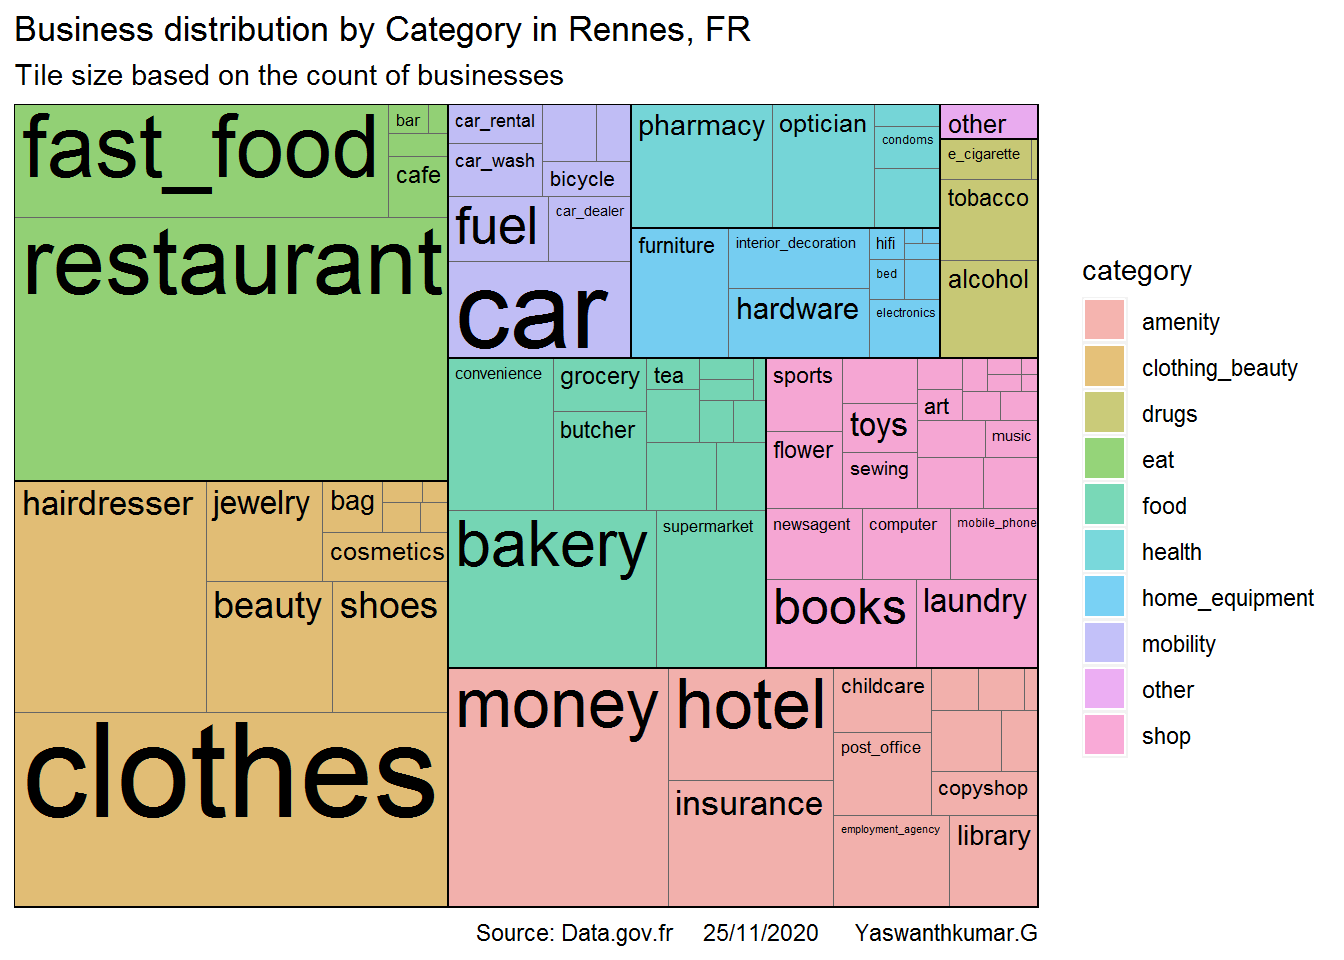 Business distribution by Category in Rennes, FR
Tile size based on the count of businesses
fast_food
bar
cafe
restaurant
car_rental
car_wash
bicycle
fuel
car_dealer
car
pharmacy
optician
condoms
other
e_cigarette
tobacco
alcohol
furniture
interior_decoration
hifi
bed
hardware
electronics
hairdresser
jewelry
bag
cosmetics
beauty
shoes
clothes
convenience
grocery
tea
butcher
bakery
supermarket
sports
toys
art
flower
sewing
music
newsagent
computer
mobile_phone
books
laundry
money
hotel
childcare
post_office
copyshop
insurance
employment_agency
library
category
amenity
clothing_beauty
drugs
eat
food
health
home_equipment
mobility
other
shop
Source: Data.gov.fr 25/11/2020 Yaswanthkumar.G